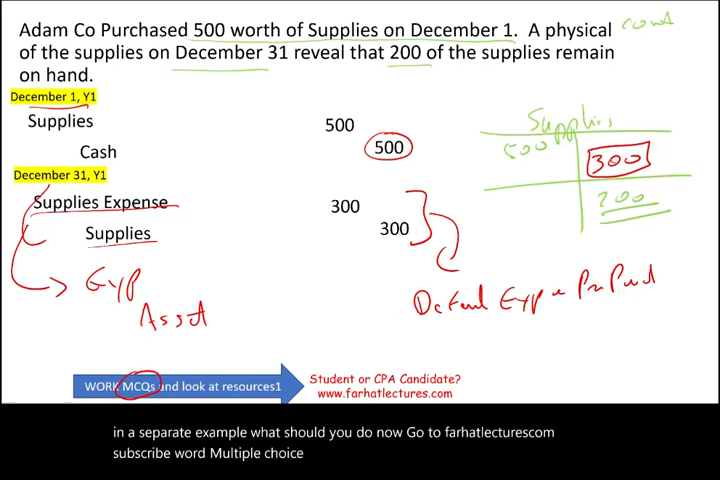 Adam Co Purchased 500 worth of Supplies on December 1. A physical count
of the supplies on December 31 reveal that 200 of the supplies remain
on hand.
December 1, Y1
Supplies 500
Cash 500
December 31, Y1
Supplies Expense 300
Supplies 300
Supplies
500
300
200
Exp
Asset
WORK MCQs and look at resources1
Student or CPA Candidate?
www.farhatlectures.com
in a separate example what should you do now Go to farhatlecturescom
subscribe word Multiple choice